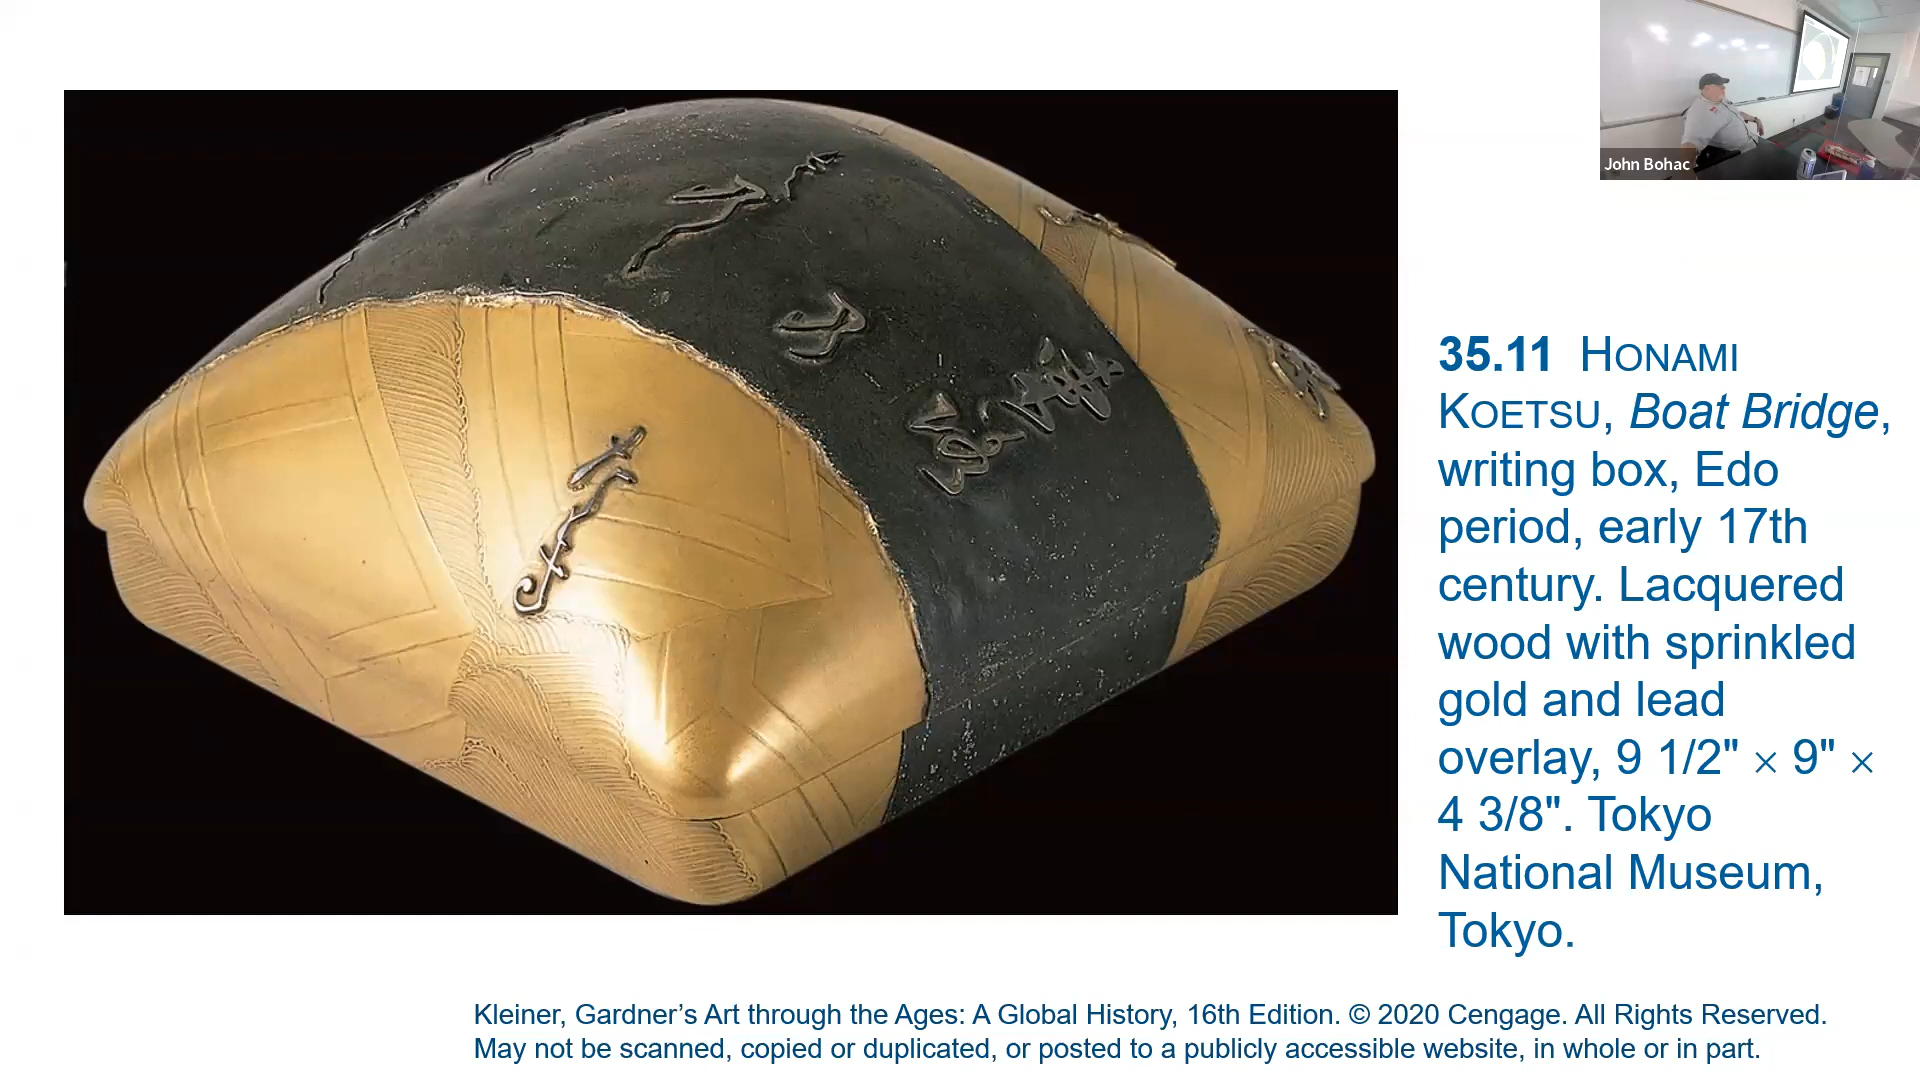 John Bohac
35.11 HONAMI
KOETSU, Boat Bridge,
writing box, Edo
period, early 17th
century. Lacquered
wood with sprinkled
gold and lead
overlay, 9 1/2" × 9" ×
4 3/8". Tokyo
National Museum,
Tokyo.
Kleiner, Gardner’s Art through the Ages: A Global History, 16th Edition. © 2020 Cengage. All Rights Reserved.
May not be scanned, copied or duplicated, or posted to a publicly accessible website, in whole or in part.